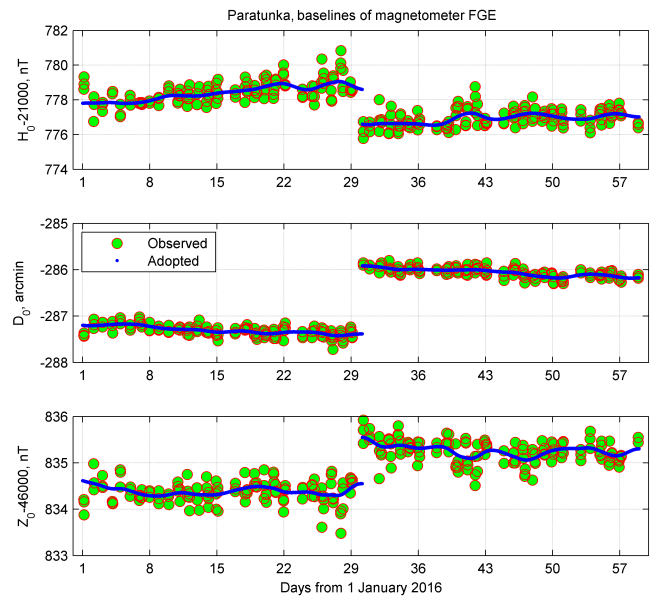 Paratunka, baselines of magnetometer FGE
782
780
778
776
774
H0-21000, nT
1 8 15 22 29 36 43 50 57
-285
-286
-287
-288
D0, arcmin
Observed
Adopted
1 8 15 22 29 36 43 50 57
836
835
834
833
Z0-46000, nT
1 8 15 22 29 36 43 50 57
Days from 1 January 2016